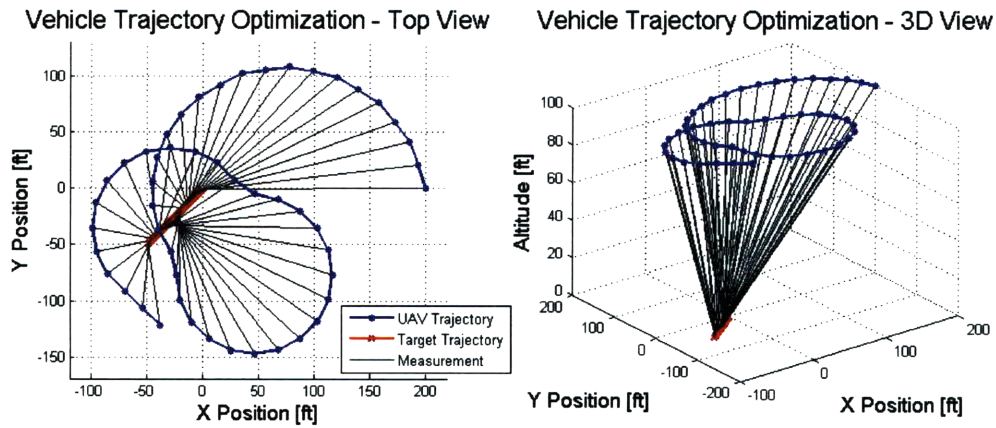 Vehicle Trajectory Optimization - Top View
100
50
0
-50
-100
-150
Y Position [ft]
-100
-50
0
50
100
150
200
X Position [ft]
UAV Trajectory
Target Trajectory
Measurement
Vehicle Trajectory Optimization - 3D View
100
80
60
40
20
0
Altitude [ft]
200
100
0
-100
-200
Y Position [ft]
-100
0
100
200
X Position [ft]